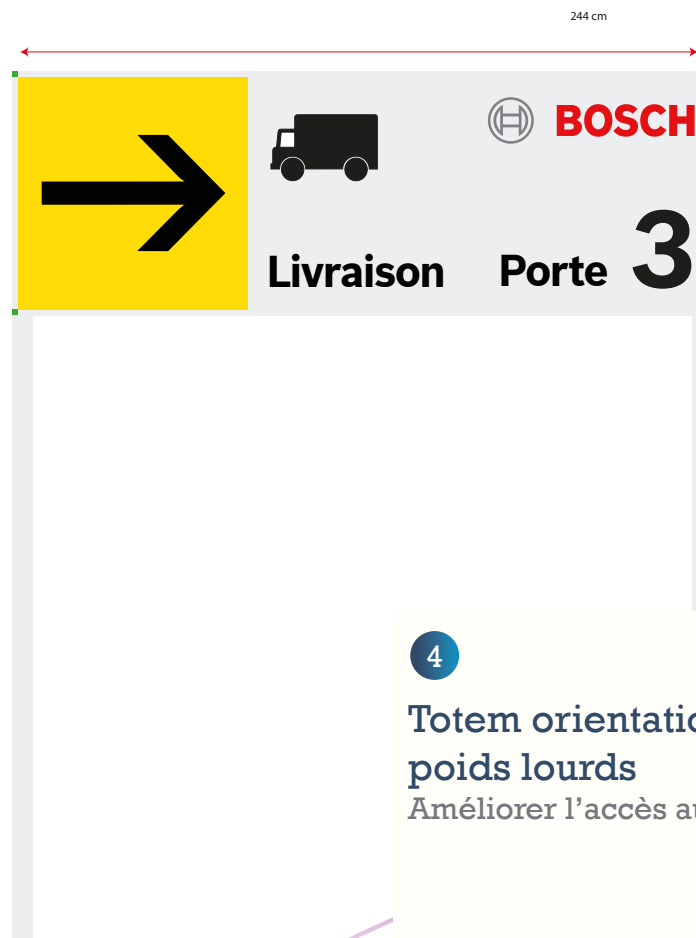 244 cm
BOSCH
Livraison Porte 3
4
Totem orientatio
poids lourds
Améliorer l’accès au